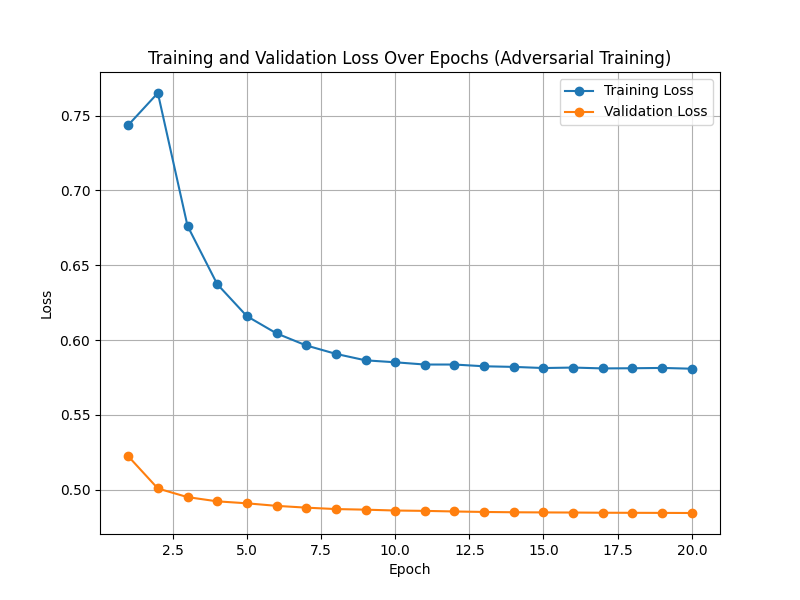 Training and Validation Loss Over Epochs (Adversarial Training)
Training Loss
Validation Loss
0.75
0.70
0.65
0.60
0.55
0.50
Loss
2.5 5.0 7.5 10.0 12.5 15.0 17.5 20.0
Epoch